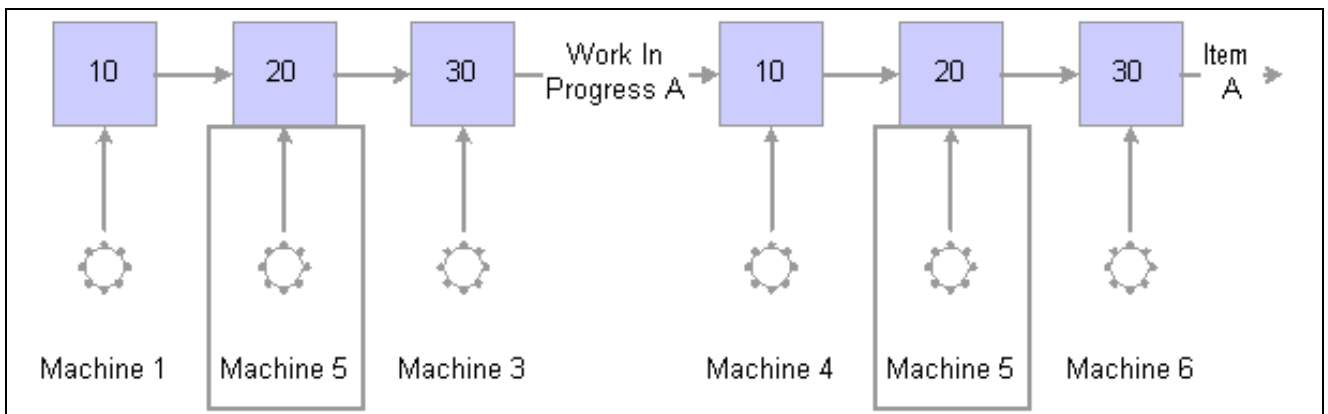 10 20 30 Work In
Progress A 10 20 30 Item
A
Machine 1 Machine 5 Machine 3 Machine 4 Machine 5 Machine 6